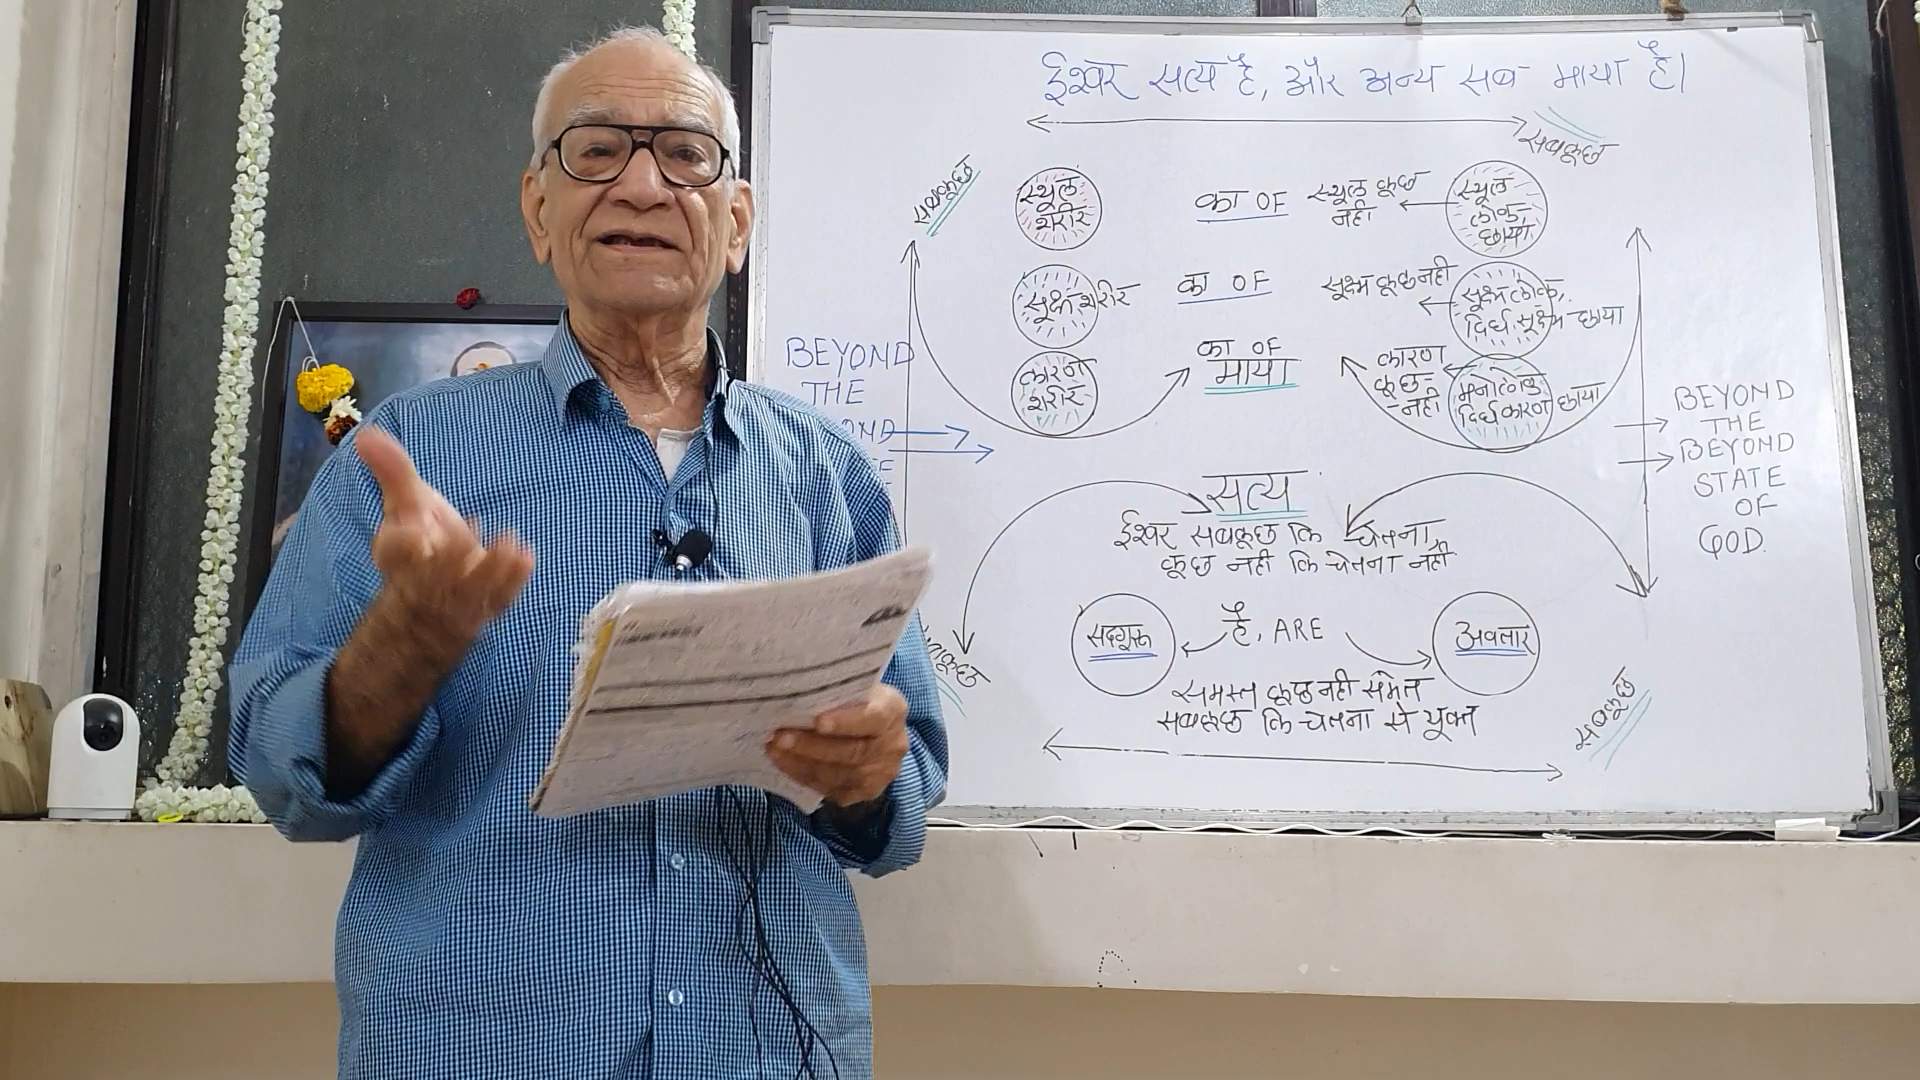 ईश्वर सत्य है, और अन्य सब माया है।
सबकूछ
सबकूछ
स्थूल
शरीर
का OF
स्थूल कूछ
नही
स्थूल
लोक,
छाया
सूक्ष्म शरीर
का OF
सूक्ष्म कूछ नही
सूक्ष्म लोक,
दिर्घ सूक्ष्म छाया
कारण
शरीर
का OF
माया
कारण
कूछ
नही
मनोलोक
दिर्घ कारण छाया
BEYOND
THE
BEYOND
THE
BEYOND
STATE
OF
GOD.
सत्य
ईश्वर सबकूछ कि चेतना,
कूछ नही कि चेतना नही
सदगुरू
है, ARE
अवतार
समस्त कूछ नही समेत
सबकूछ कि चेतना से यूक्त
सबकूछ